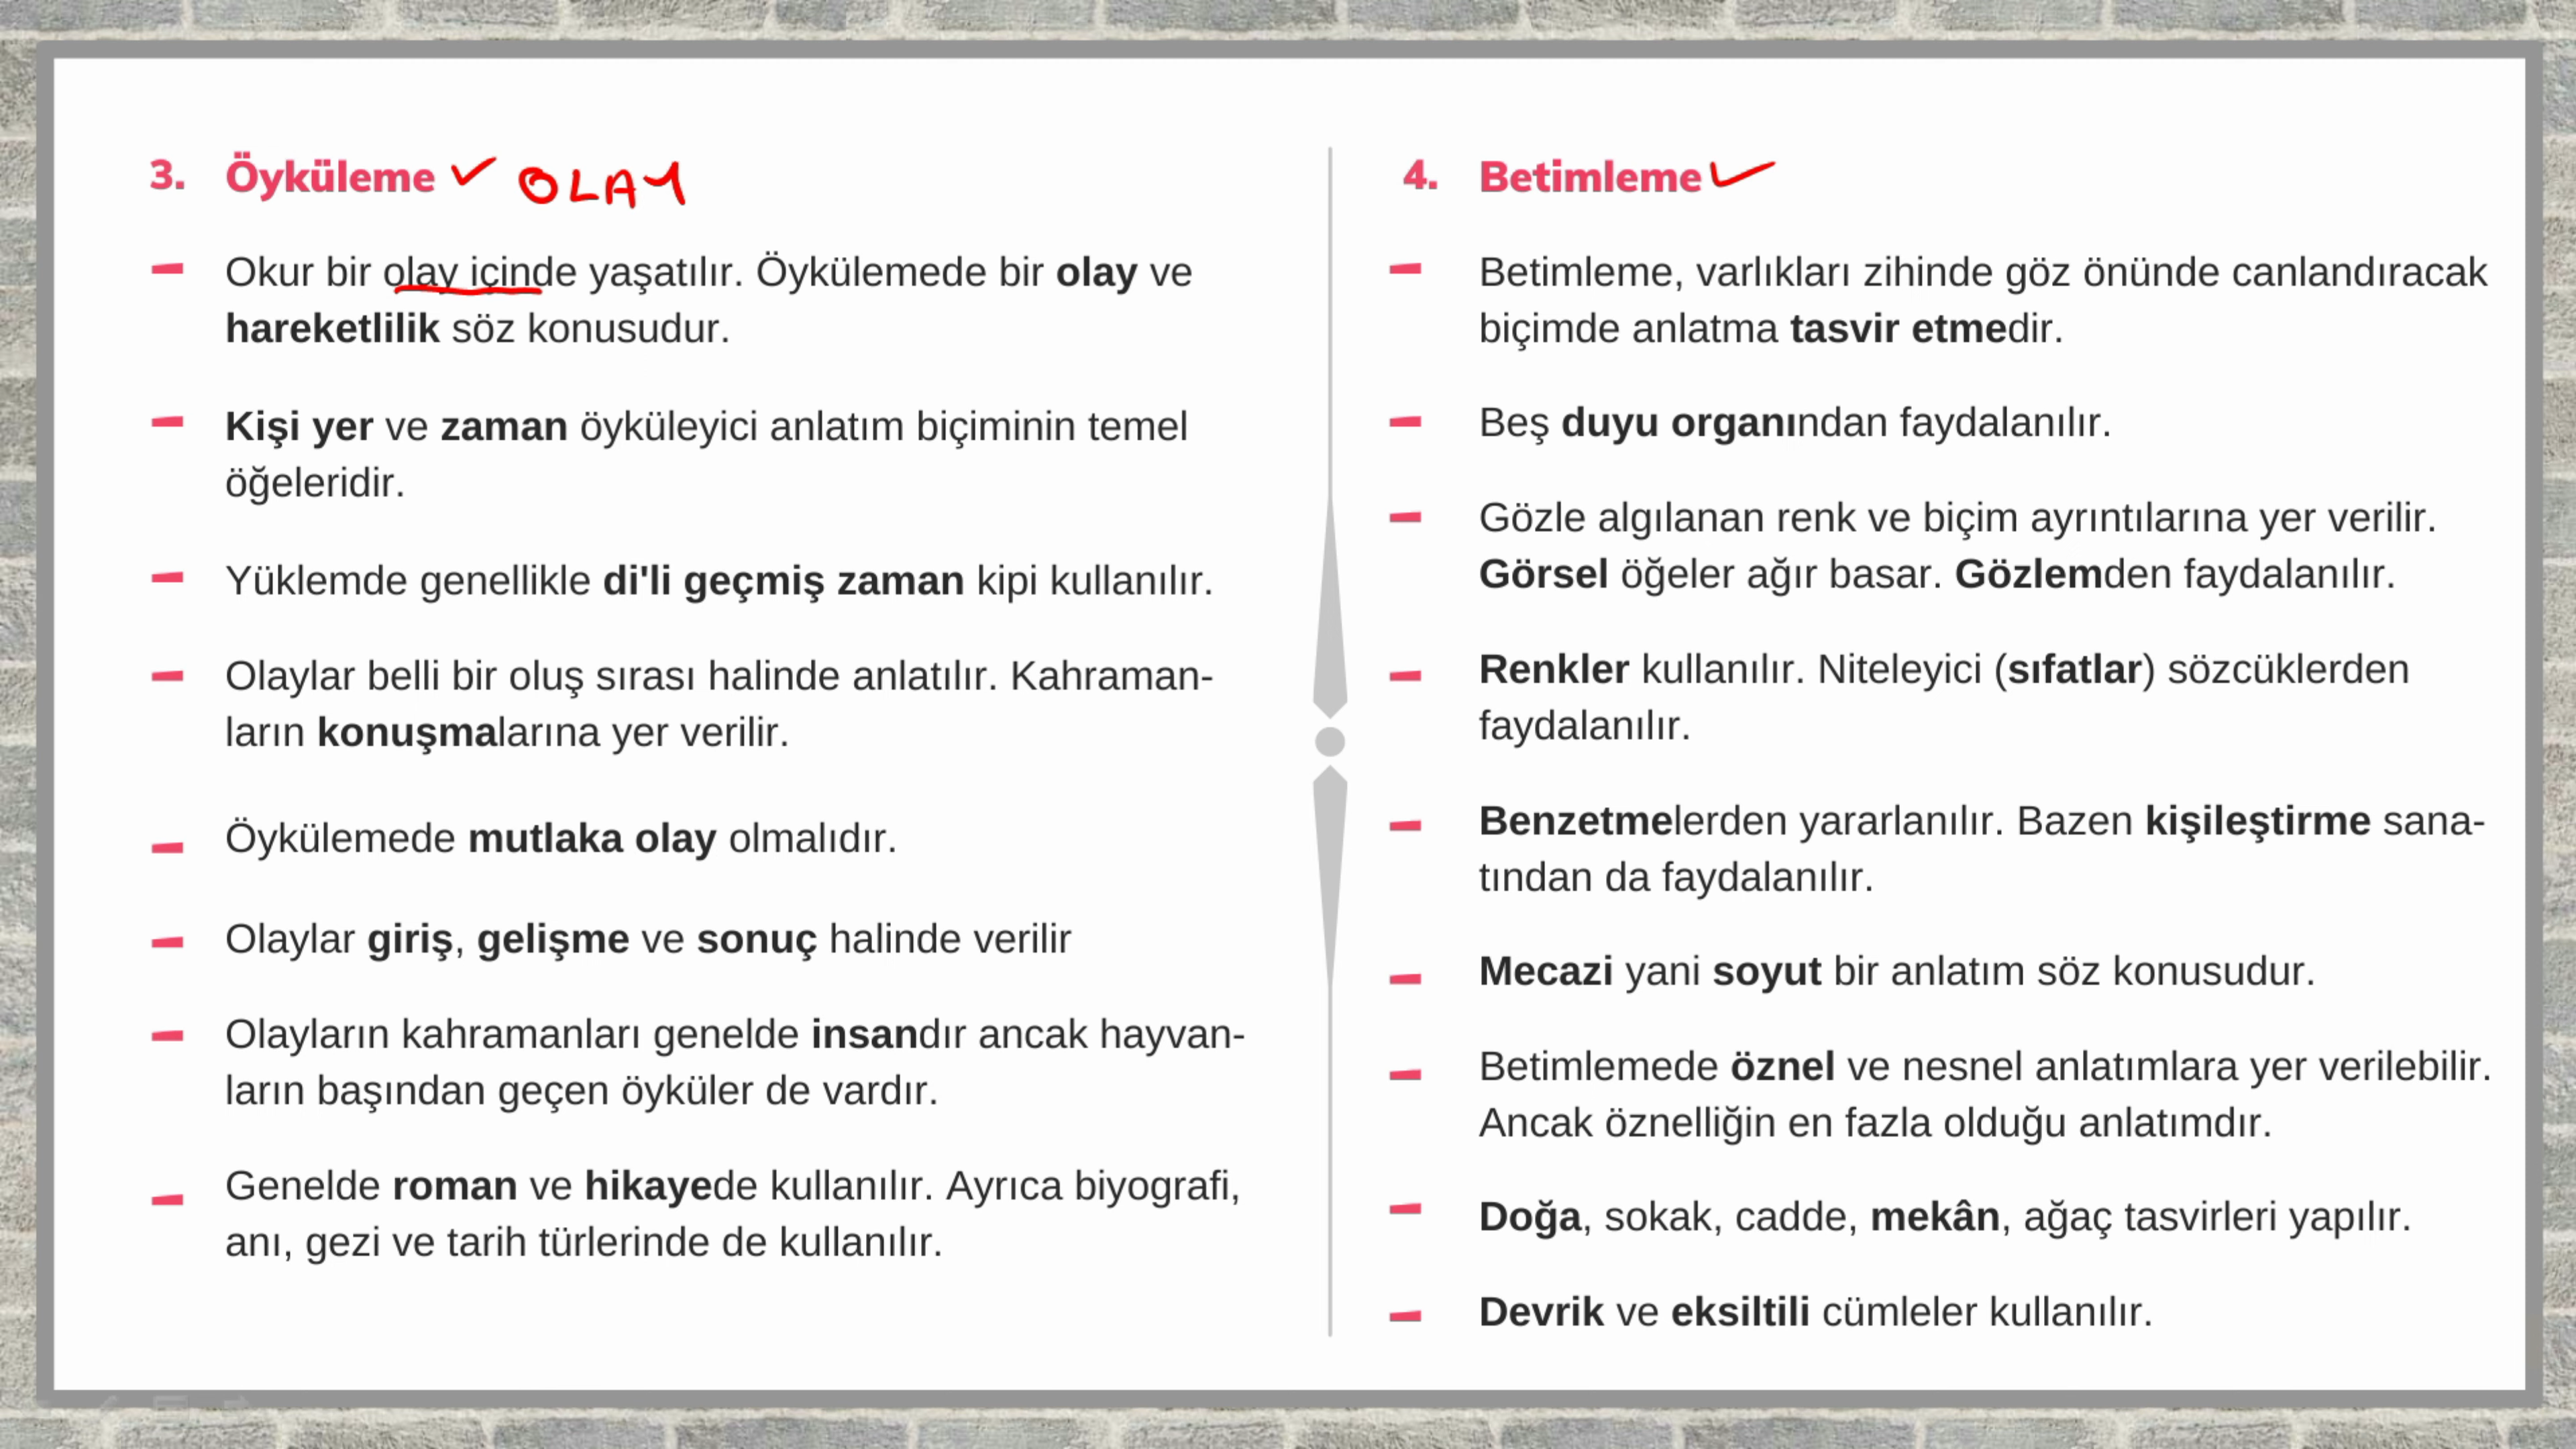 3. Öyküleme ✓ OLAY
Okur bir olay içinde yaşatılır. Öykülemede bir olay ve
hareketlilik söz konusudur.
Kişi yer ve zaman öyküleyici anlatım biçiminin temel
öğeleridir.
Yüklemde genellikle di'li geçmiş zaman kipi kullanılır.
Olaylar belli bir oluş sırası halinde anlatılır. Kahraman-
ların konuşmalarına yer verilir.
Öykülemede mutlaka olay olmalıdır.
Olaylar giriş, gelişme ve sonuç halinde verilir
Olayların kahramanları genelde insandır ancak hayvan-
ların başından geçen öyküler de vardır.
Genelde roman ve hikayede kullanılır. Ayrıca biyografi,
anı, gezi ve tarih türlerinde de kullanılır.
4. Betimleme ✓
Betimleme, varlıkları zihinde göz önünde canlandıracak
biçimde anlatma tasvir etmedir.
Beş duyu organından faydalanılır.
Gözle algılanan renk ve biçim ayrıntılarına yer verilir.
Görsel öğeler ağır basar. Gözlemden faydalanılır.
Renkler kullanılır. Niteleyici (sıfatlar) sözcüklerden
faydalanılır.
Benzetmelerden yararlanılır. Bazen kişileştirme sana-
tından da faydalanılır.
Mecazi yani soyut bir anlatım söz konusudur.
Betimlemede öznel ve nesnel anlatımlara yer verilebilir.
Ancak öznelliğin en fazla olduğu anlatımdır.
Doğa, sokak, cadde, mekân, ağaç tasvirleri yapılır.
Devrik ve eksiltili cümleler kullanılır.